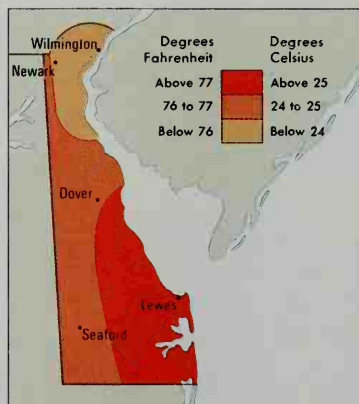 Degrees Fahrenheit
Degrees Celsius
Above 77
Above 25
76 to 77
24 to 25
Below 76
Below 24
Wilmington
Newark
Dover
Lewes
Seaford